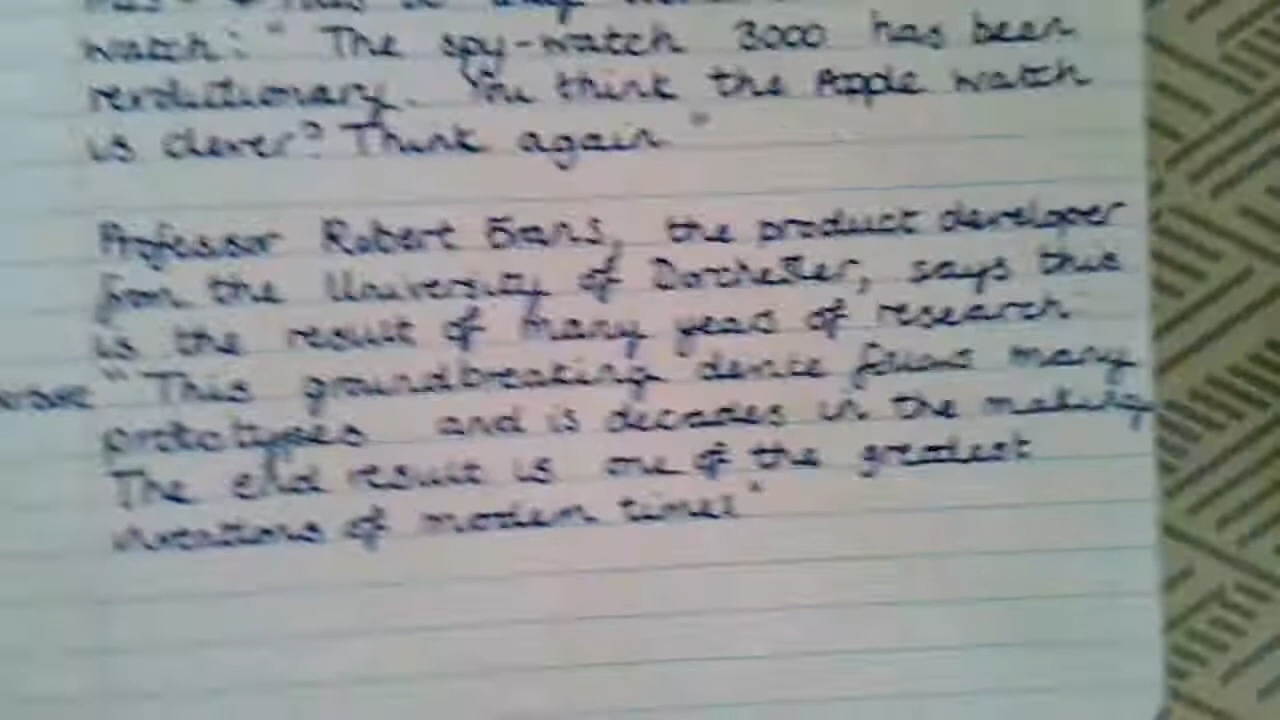 watch: " The spy-watch 3000 has been
revolutionary. You think the Apple watch
is clever? Think again "
Professor Robert Evans, the product developer
from the University of Dorchester, says this
is the result of many years of research.
" This groundbreaking device follows many
prototypes and is decades in the making
The end result is one of the greatest
inventions of modern times"